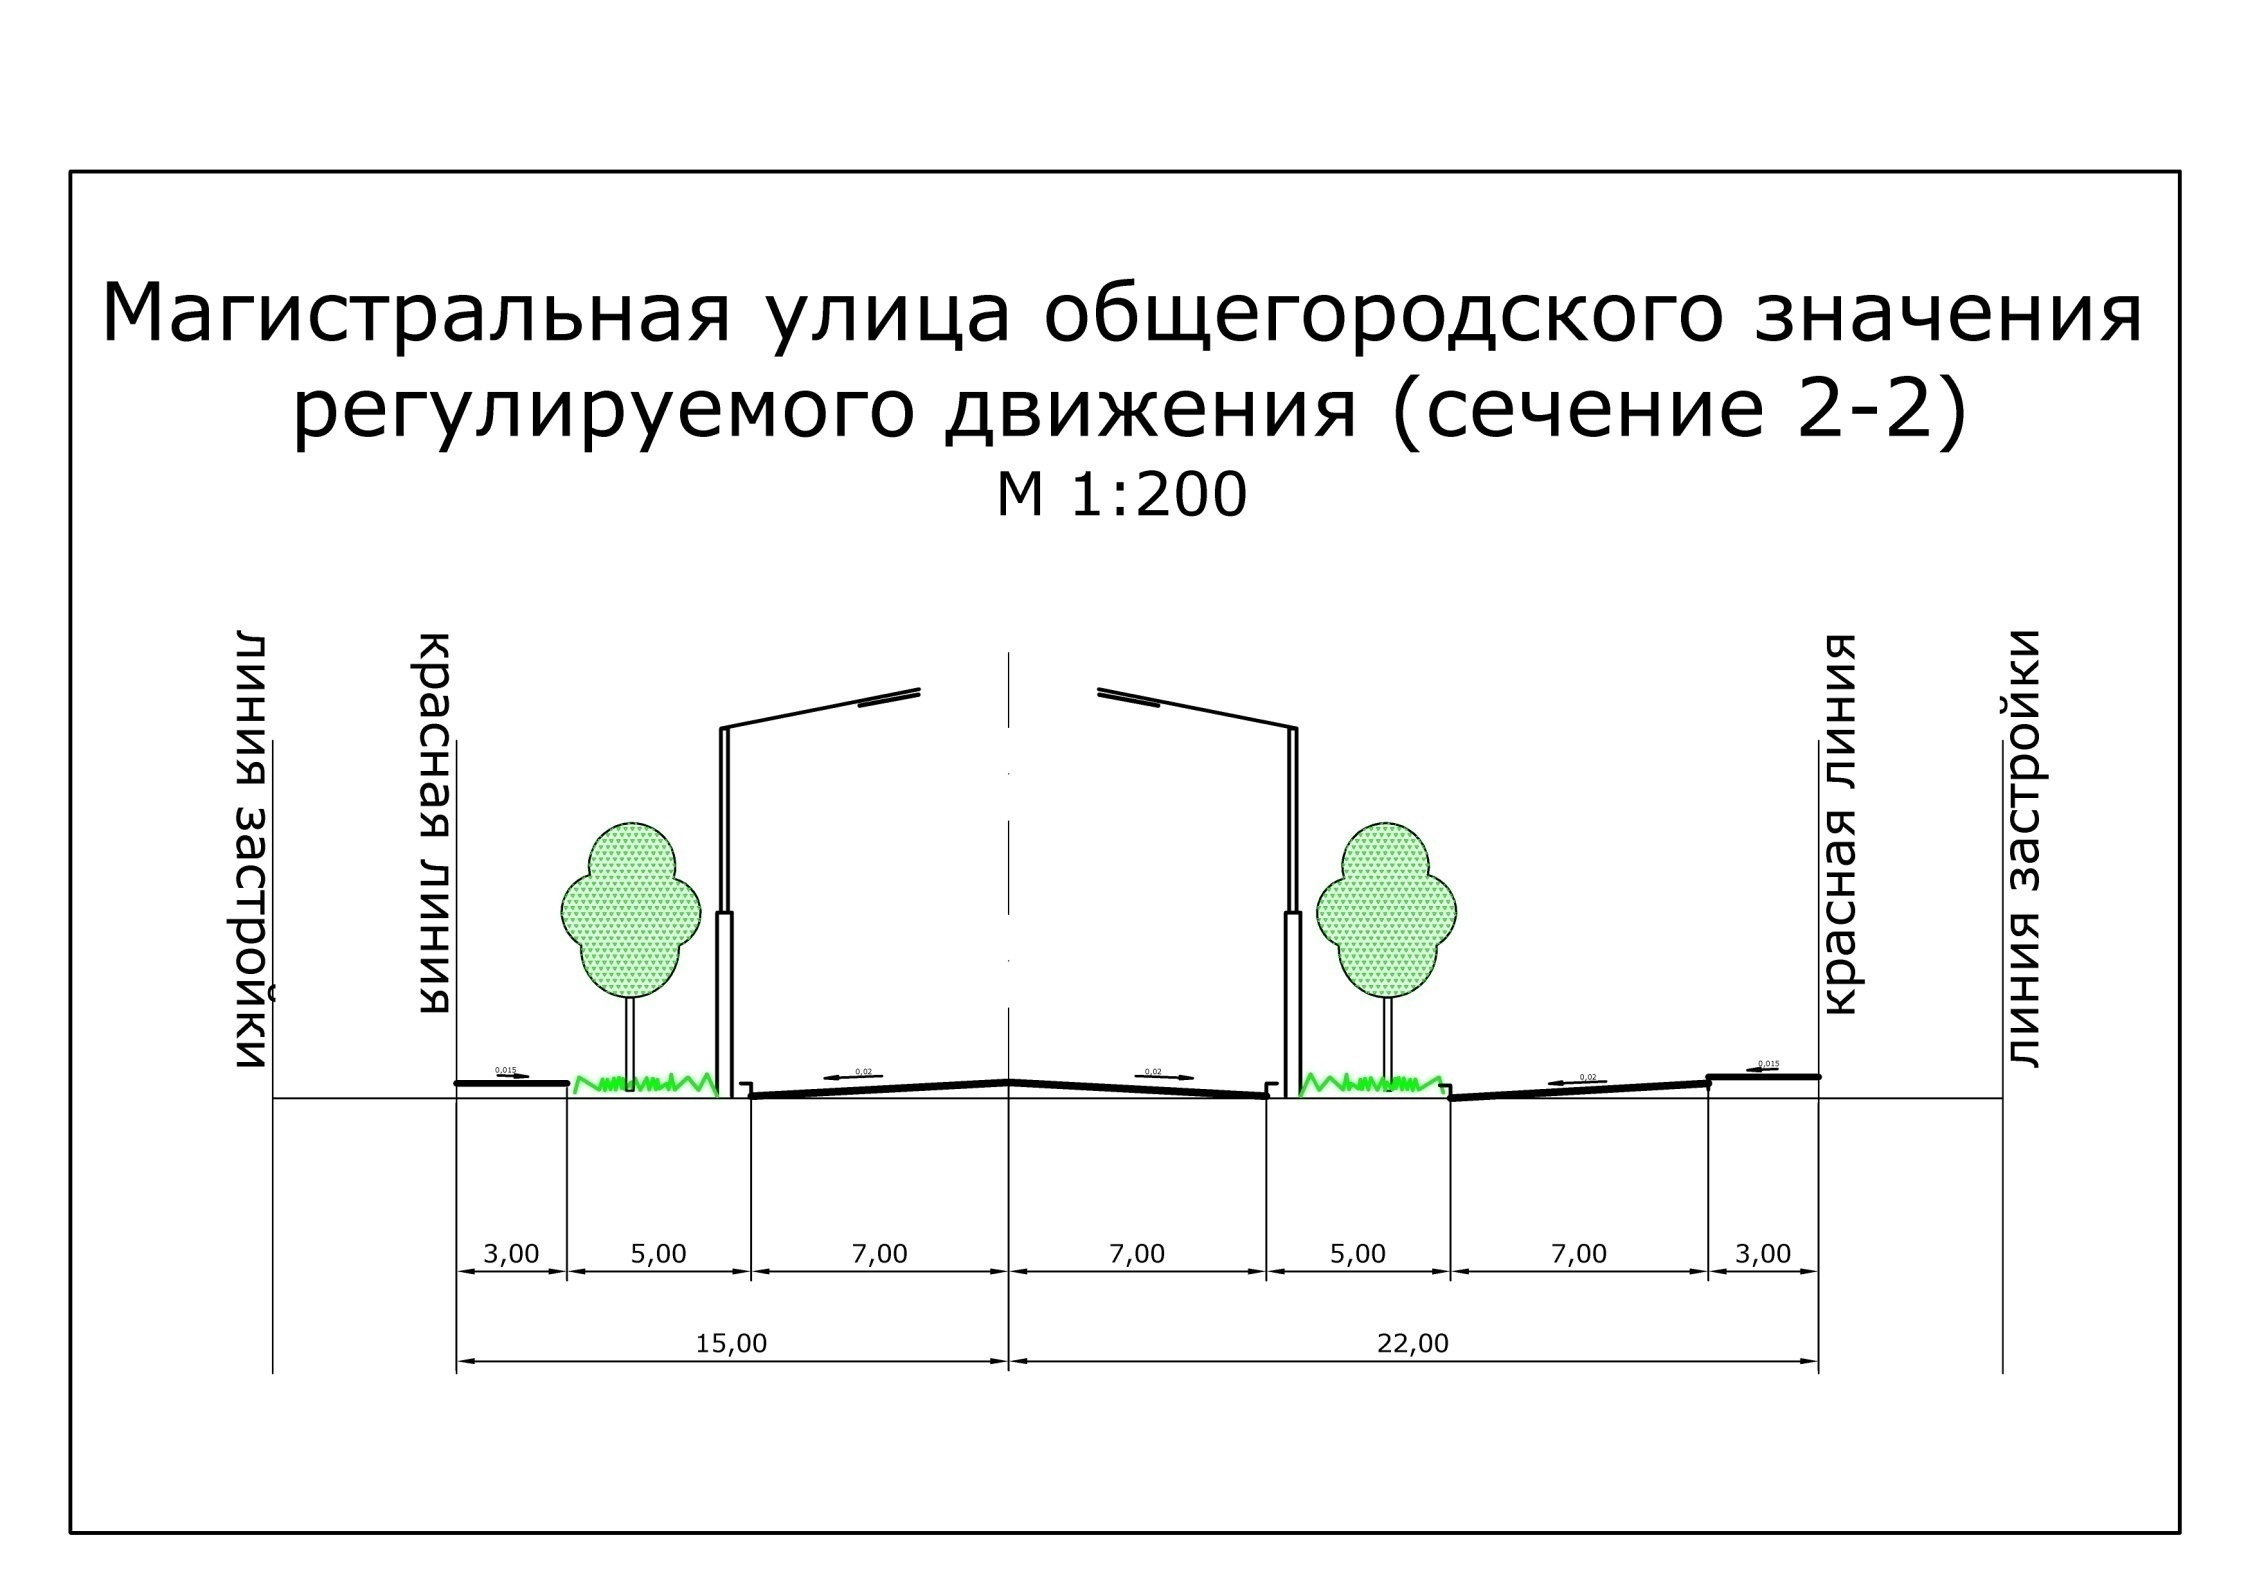 Магистральная улица общегородского значения
регулируемого движения (сечение 2-2)
М 1:200
линия застройки
красная линия
красная линия
линия застройки
0,015
0,02
0,02
0,02
0,015
3,00
5,00
7,00
7,00
5,00
7,00
3,00
15,00
22,00